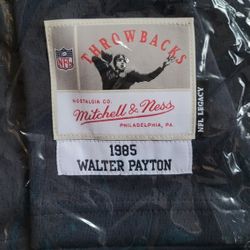 THROWBACKS
NFL
NOSTALGIA CO.
Mitchell & Ness
PHILADELPHIA, PA.
NFL LEGACY
1985
WALTER PAYTON